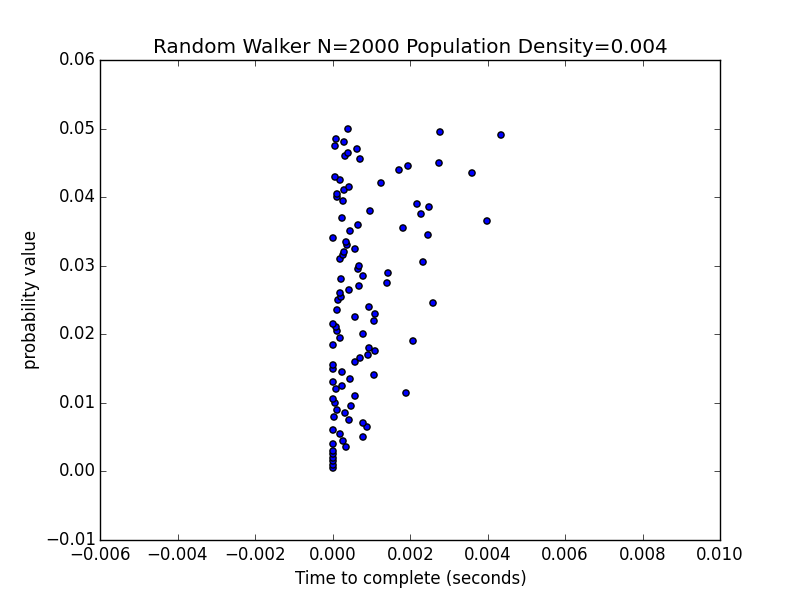 Random Walker N=2000 Population Density=0.004
0.06
0.05
0.04
0.03
0.02
0.01
0.00
−0.01
probability value
−0.006 −0.004 −0.002 0.000 0.002 0.004 0.006 0.008 0.010
Time to complete (seconds)